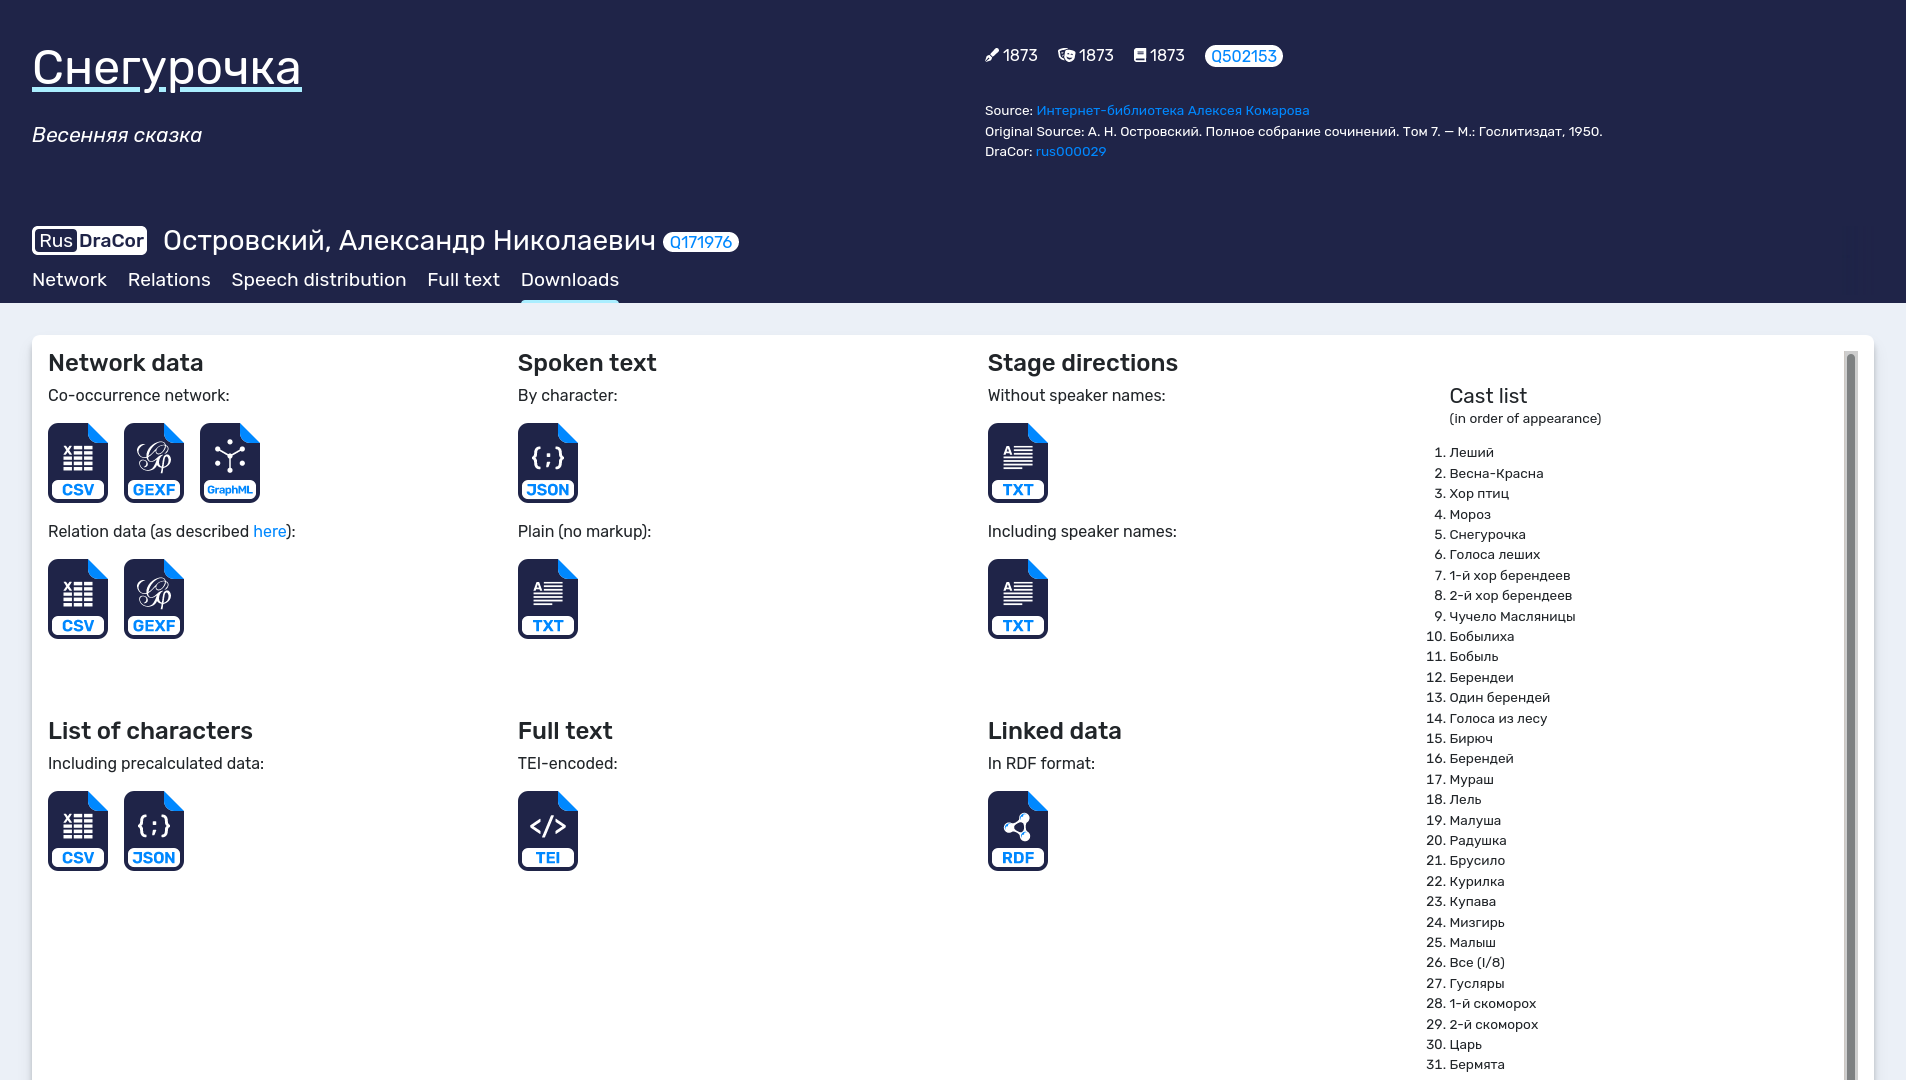 Снегурочка
Весенняя сказка
1873 1873 1873 Q502153
Source: Интернет-библиотека Алексея Комарова
Original Source: А. Н. Островский. Полное собрание сочинений. Том 7. — М.: Гослитиздат, 1950.
DraCor: rus000029
Rus DraCor Островский, Александр Николаевич Q171976
Network Relations Speech distribution Full text Downloads
Network data
Co-occurrence network:
CSV GEXF GraphML
Relation data (as described here):
CSV GEXF
Spoken text
By character:
JSON
Plain (no markup):
TXT
Stage directions
Without speaker names:
TXT
Including speaker names:
TXT
List of characters
Including precalculated data:
CSV JSON
Full text
TEI-encoded:
TEI
Linked data
In RDF format:
RDF
Cast list
(in order of appearance)
1. Леший
2. Весна-Красна
3. Хор птиц
4. Мороз
5. Снегурочка
6. Голоса леших
7. 1-й хор берендеев
8. 2-й хор берендеев
9. Чучело Масляницы
10. Бобылиха
11. Бобыль
12. Берендеи
13. Один берендей
14. Голоса из лесу
15. Бирюч
16. Берендей
17. Мураш
18. Лель
19. Малуша
20. Радушка
21. Брусило
22. Курилка
23. Купава
24. Мизгирь
25. Малыш
26. Все (I/8)
27. Гусляры
28. 1-й скоморох
29. 2-й скоморох
30. Царь
31. Бермята